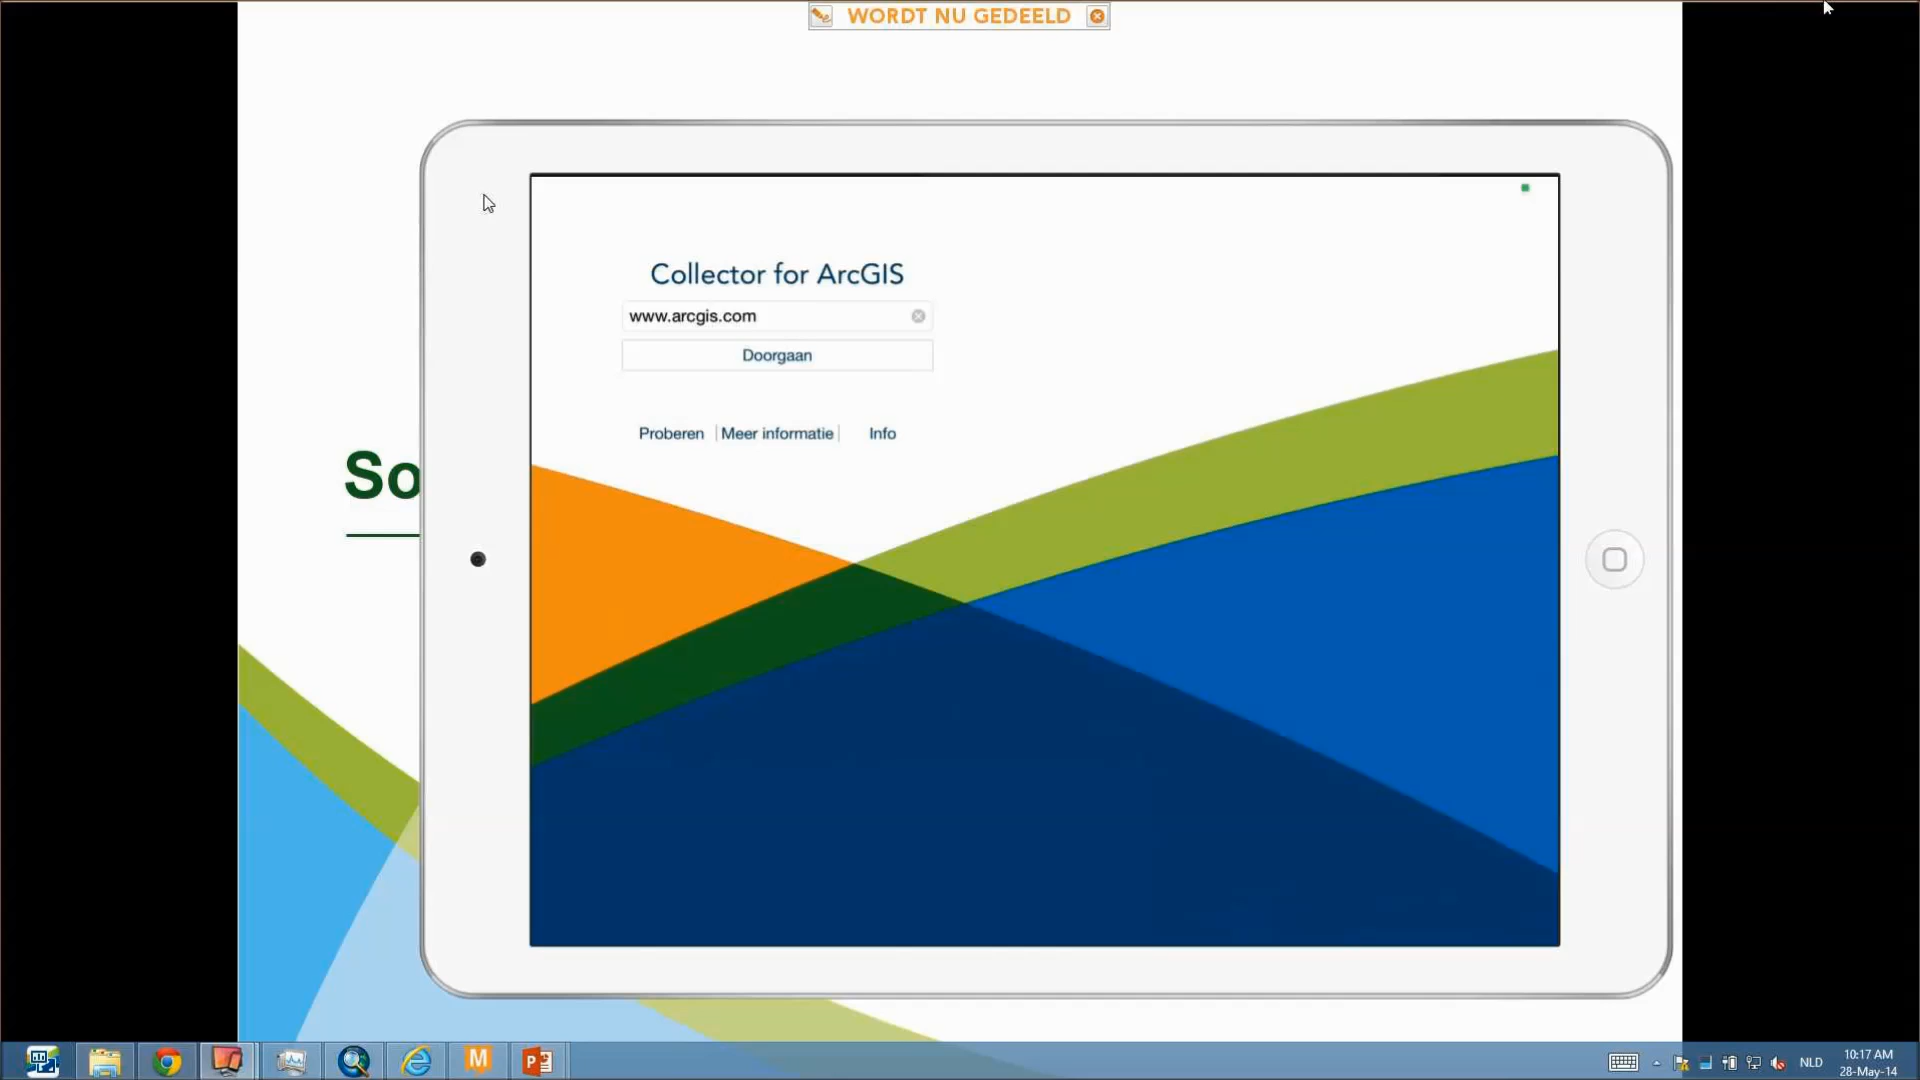 WORDT NU GEDEELD
Collector for ArcGIS
www.arcgis.com
Doorgaan
Proberen | Meer informatie | Info
So
M
P
NLD
10:17 AM
28-May-14